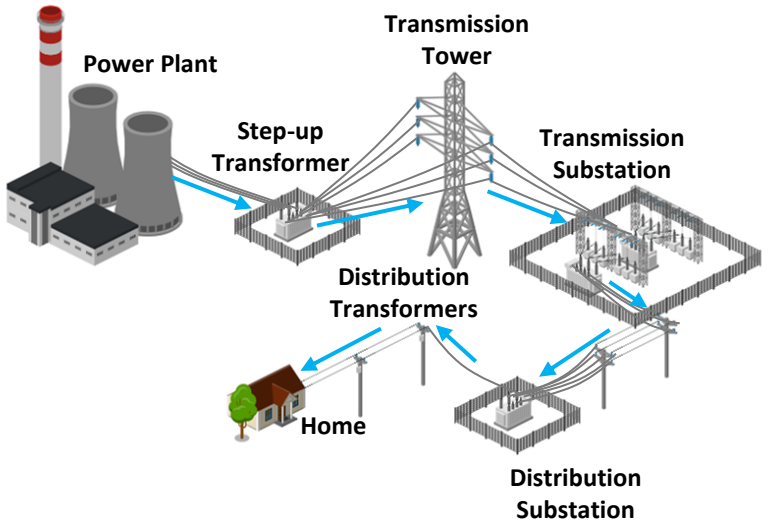 Power Plant
Step-up
Transformer
Transmission
Tower
Transmission
Substation
Distribution
Transformers
Home
Distribution
Substation